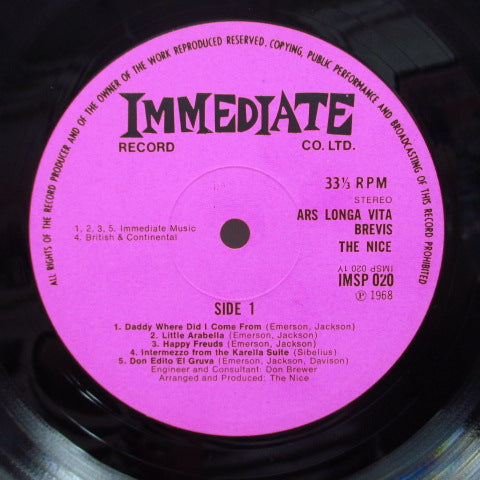 ALL RIGHTS OF THE RECORD PRODUCER AND OF THE OWNER OF THE WORK REPRODUCED RESERVED. COPYING, PUBLIC PERFORMANCE AND BROADCASTING OF THIS RECORD PROHIBITED
IMMEDIATE
RECORD CO. LTD.
33⅓ RPM
STEREO
ARS LONGA VITA
BREVIS
THE NICE
1, 2, 3, 5. Immediate Music
4. British & Continental
IMSP 020 1Y
IMSP 020
℗ 1968
SIDE 1
1. Daddy Where Did I Come From (Emerson, Jackson)
2. Little Arabella (Emerson, Jackson)
3. Happy Freuds (Emerson, Jackson)
4. Intermezzo from the Karella Suite (Sibelius)
5. Don Edito El Gruva (Emerson, Jackson, Davison)
Engineer and Consultant: Don Brewer
Arranged and Produced: The Nice